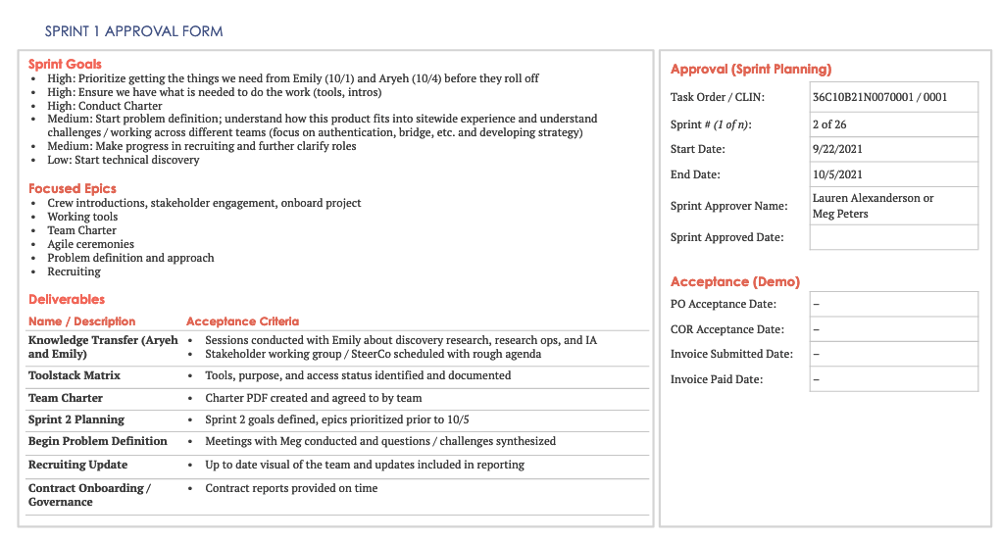 SPRINT 1 APPROVAL FORM
Sprint Goals
• High: Prioritize getting the things we need from Emily (10/1) and Aryeh (10/4) before they roll off
• High: Ensure we have what is needed to do the work (tools, intros)
• High: Conduct Charter
• Medium: Start problem definition; understand how this product fits into sitewide experience and understand
challenges / working across different teams (focus on authentication, bridge, etc. and developing strategy)
• Medium: Make progress in recruiting and further clarify roles
• Low: Start technical discovery
Focused Epics
• Crew introductions, stakeholder engagement, onboard project
• Working tools
• Team Charter
• Agile ceremonies
• Problem definition and approach
• Recruiting
Deliverables
Name / Description Acceptance Criteria
Knowledge Transfer (Aryeh • Sessions conducted with Emily about discovery research, research ops, and IA
and Emily) • Stakeholder working group / SteerCo scheduled with rough agenda
Toolstack Matrix • Tools, purpose, and access status identified and documented
Team Charter • Charter PDF created and agreed to by team
Sprint 2 Planning • Sprint 2 goals defined, epics prioritized prior to 10/5
Begin Problem Definition • Meetings with Meg conducted and questions / challenges synthesized
Recruiting Update • Up to date visual of the team and updates included in reporting
Contract Onboarding / • Contract reports provided on time
Governance
Approval (Sprint Planning)
Task Order / CLIN: 36C10B21N0070001 / 0001
Sprint # (1 of n): 2 of 26
Start Date: 9/22/2021
End Date: 10/5/2021
Sprint Approver Name: Lauren Alexanderson or
Meg Peters
Sprint Approved Date:
Acceptance (Demo)
PO Acceptance Date: –
COR Acceptance Date: –
Invoice Submitted Date: –
Invoice Paid Date: –